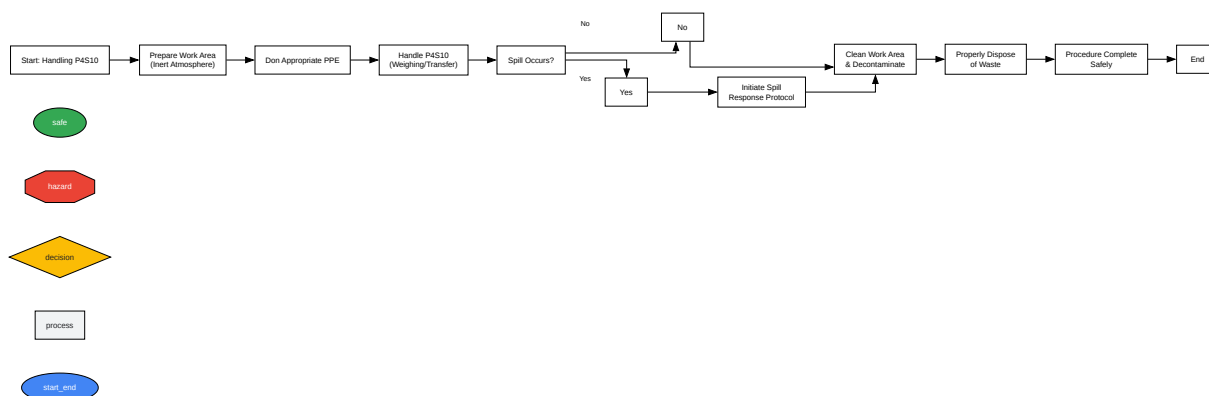 No
No
Start: Handling P4S10
Prepare Work Area
(Inert Atmosphere)
Don Appropriate PPE
Handle P4S10
(Weighing/Transfer)
Spill Occurs?
Clean Work Area
& Decontaminate
Properly Dispose
of Waste
Procedure Complete
Safely
End
Yes
Yes
Initiate Spill
Response Protocol
safe
hazard
decision
process
start_end